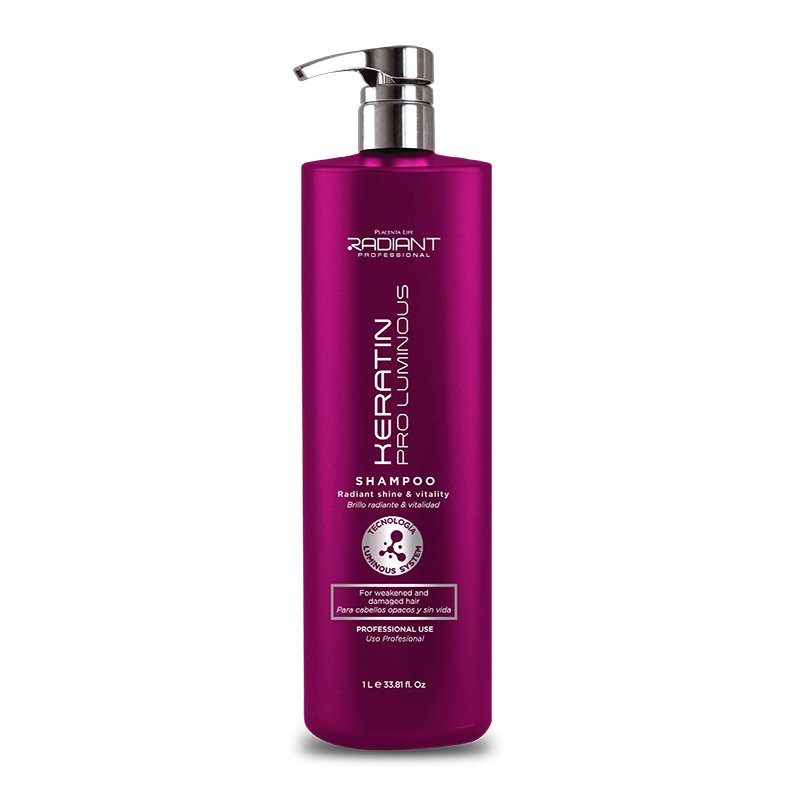 PLACENTA LIFE
RADIANT
PROFESSIONAL
KERATIN
PRO LUMINOUS
SHAMPOO
Radiant shine & vitality
Brillo radiante & vitalidad
TECNOLOGÍA
LUMINOUS SYSTEM
For weakened and
damaged hair
Para cabellos opacos y sin vida
PROFESSIONAL USE
Uso Profesional
1 L e 33.81 fl. Oz